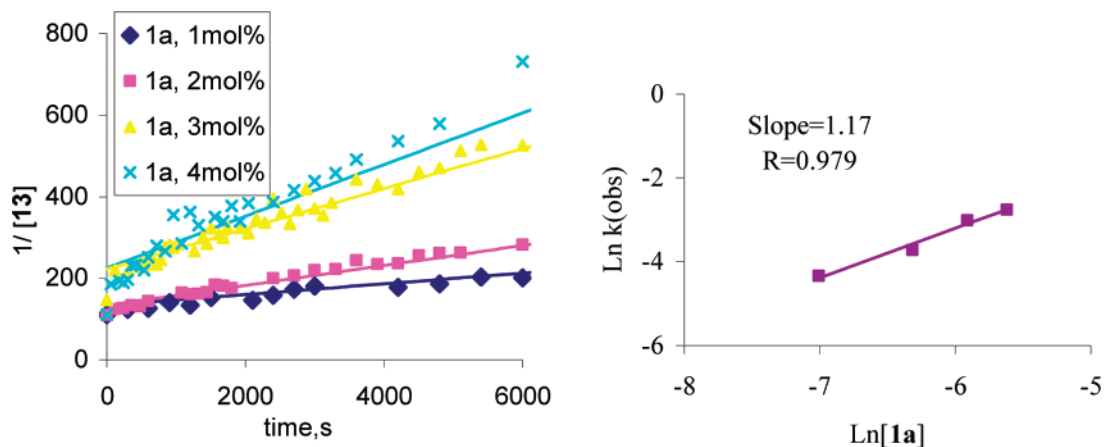 800
600
400
200
0
1/ [13]
1a, 1mol%
1a, 2mol%
1a, 3mol%
1a, 4mol%
0 2000 4000 6000
time,s
0
-2
-4
-6
Ln k(obs)
Slope=1.17
R=0.979
-8 -7 -6 -5
Ln[1a]